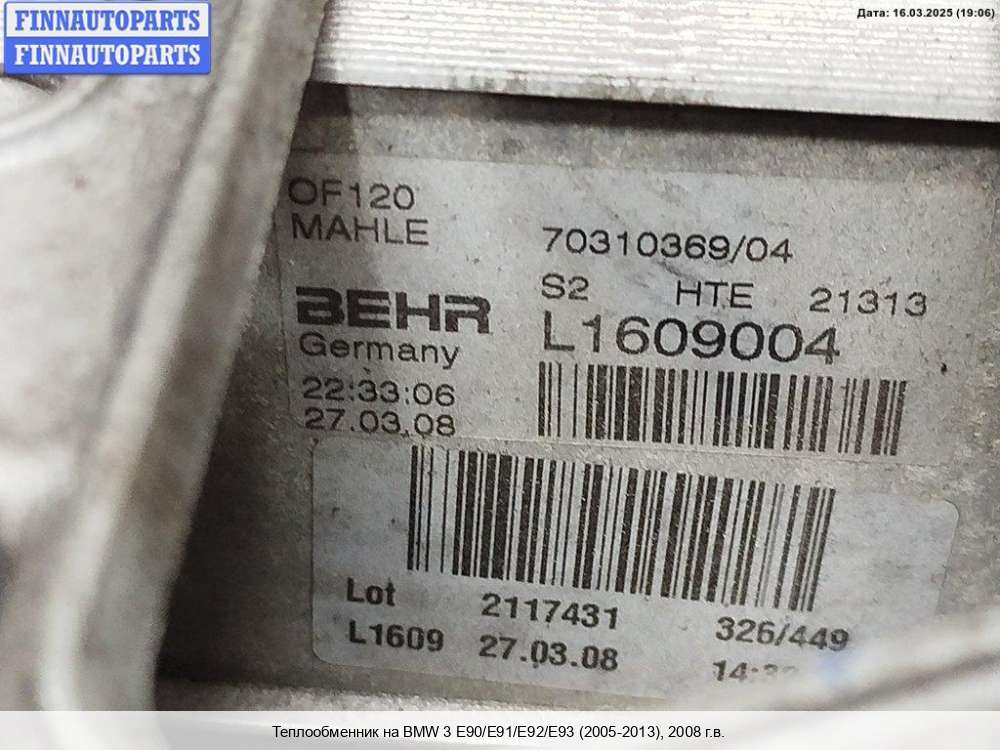 FINNAUTOPARTS
FINNAUTOPARTS
Дата: 16.03.2025 (19:06)
OF120
MAHLE
70310369/04
S2 HTE 21313
BEHR
L1609004
Germany
22:33:06
27.03.08
Lot 2117431 326/449
L1609 27.03.08
Теплообменник на BMW 3 E90/E91/E92/E93 (2005-2013), 2008 г.в.